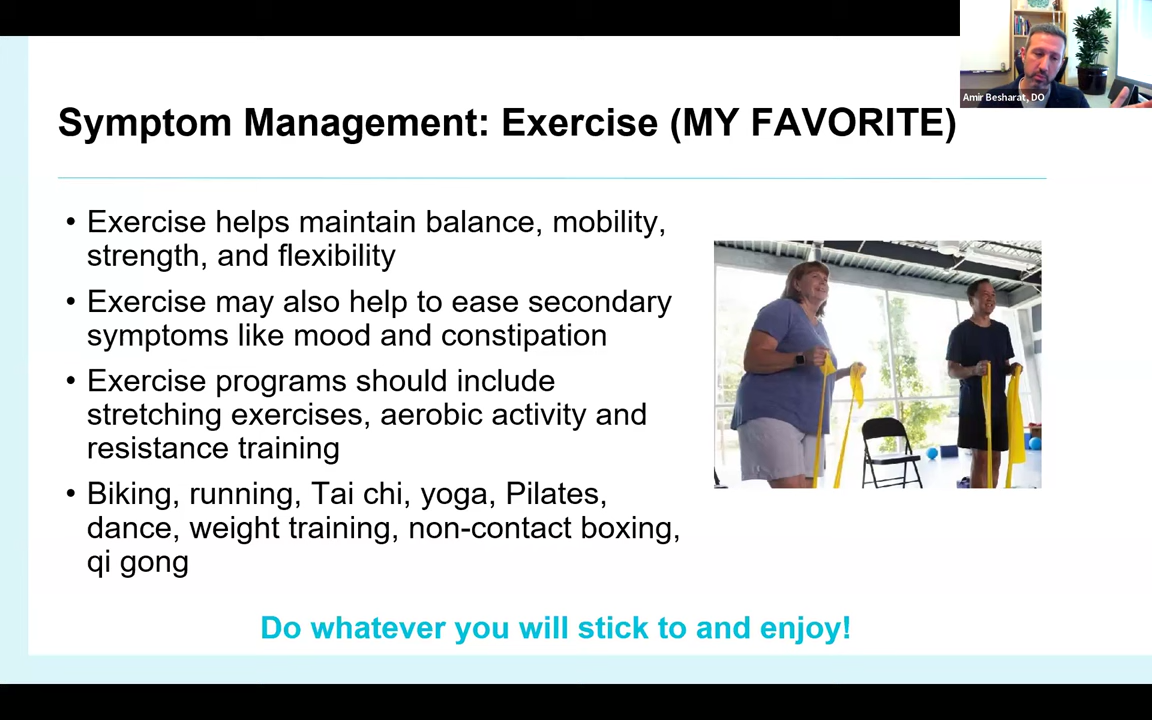 Amir Besharat, DO
Symptom Management: Exercise (MY FAVORITE)
• Exercise helps maintain balance, mobility,
strength, and flexibility
• Exercise may also help to ease secondary
symptoms like mood and constipation
• Exercise programs should include
stretching exercises, aerobic activity and
resistance training
• Biking, running, Tai chi, yoga, Pilates,
dance, weight training, non-contact boxing,
qi gong
Do whatever you will stick to and enjoy!